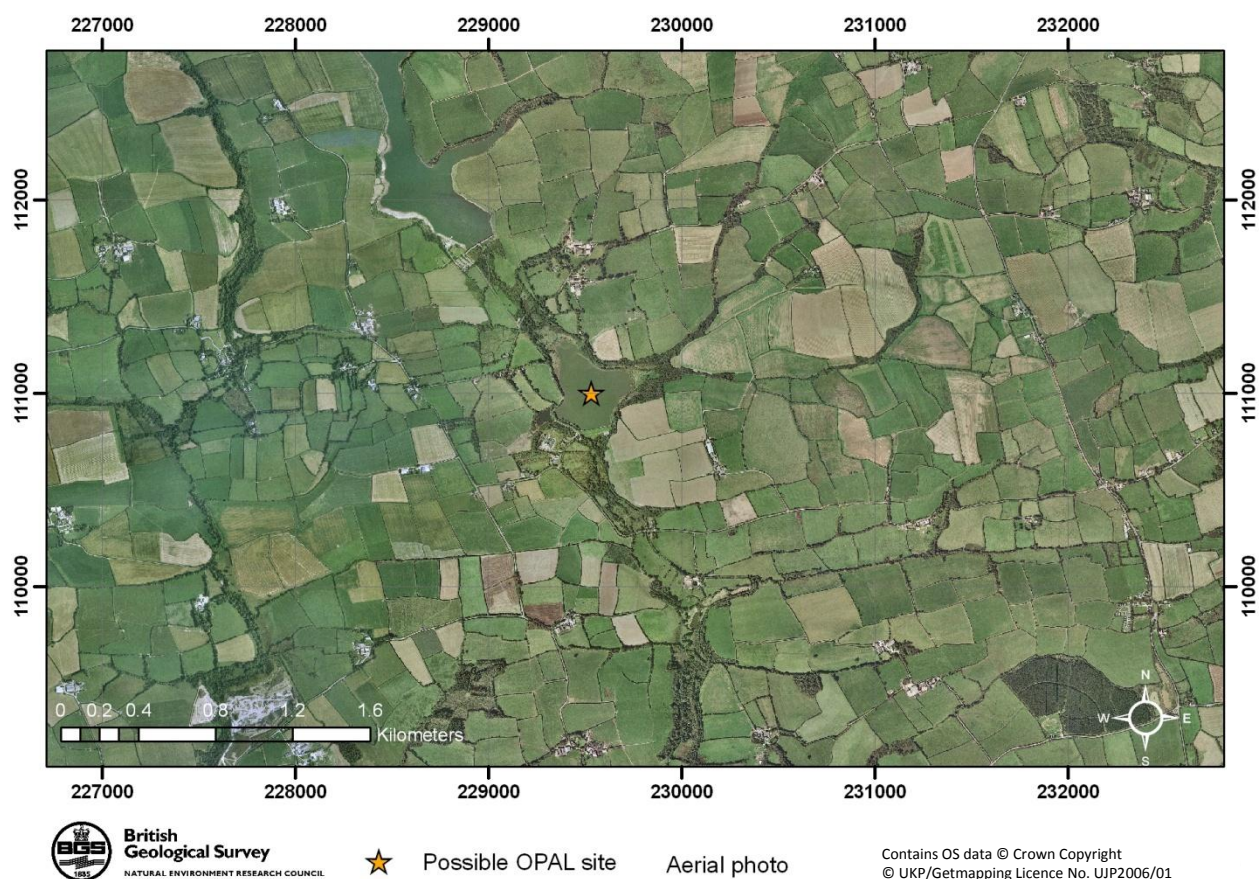 227000 228000 229000 230000 231000 232000
112000 112000
111000 111000
110000 110000
N
W E
S
0 0.2 0.4 0.8 1.2 1.6
Kilometers
227000 228000 229000 230000 231000 232000
BGS
1835
British
Geological Survey
NATURAL ENVIRONMENT RESEARCH COUNCIL
Possible OPAL site
Aerial photo
Contains OS data © Crown Copyright
© UKP/Getmapping Licence No. UJP2006/01